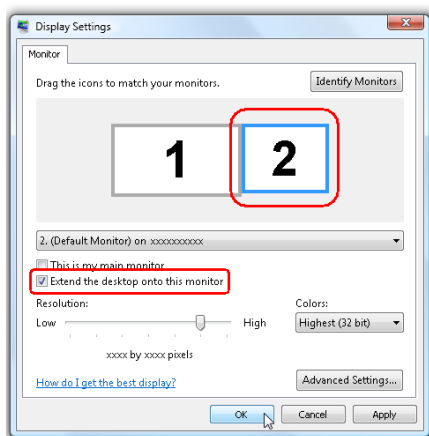 Display Settings
Monitor
Drag the icons to match your monitors.
Identify Monitors
1
2
2. (Default Monitor) on xxxxxxxxxx
This is my main monitor
Extend the desktop onto this monitor
Resolution:
Colors:
Low
High
Highest (32 bit)
xxxx by xxxx pixels
How do I get the best display?
Advanced Settings...
OK
Cancel
Apply